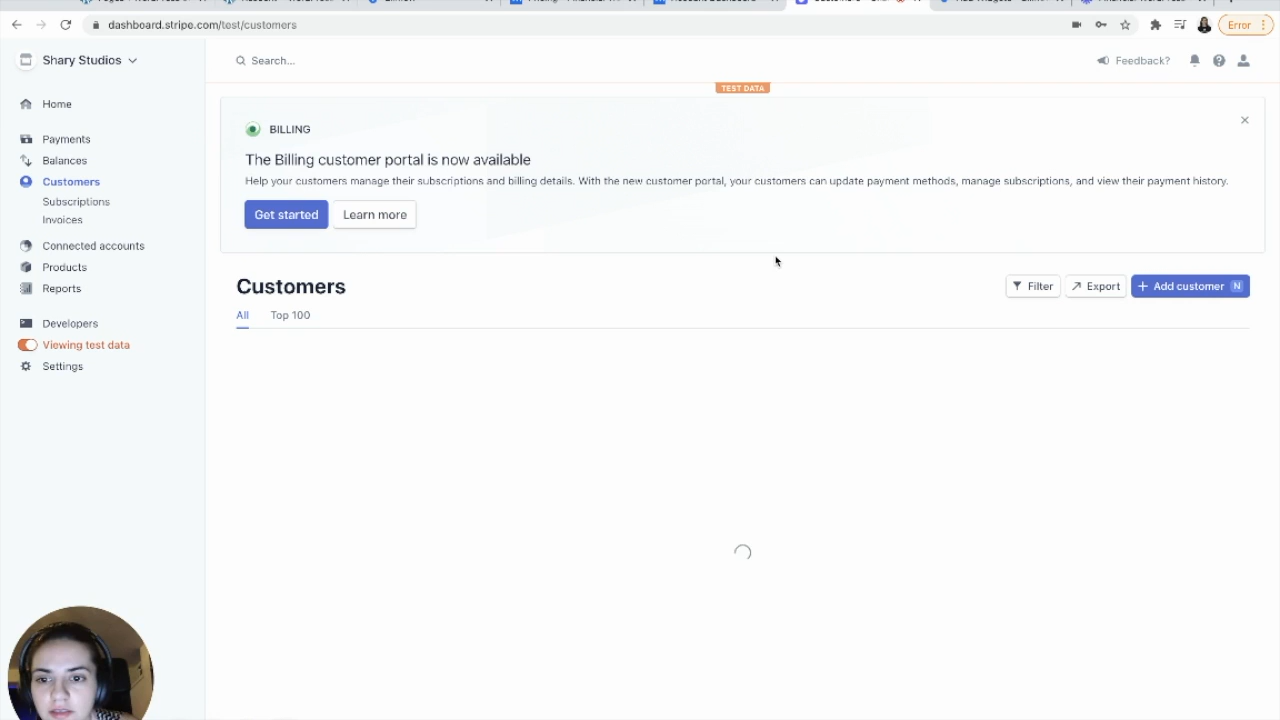 dashboard.stripe.com/test/customers
Error
Shary Studios
Search...
Feedback?
TEST DATA
Home
Payments
Balances
Customers
Subscriptions
Invoices
Connected accounts
Products
Reports
Developers
Viewing test data
Settings
BILLING
The Billing customer portal is now available
Help your customers manage their subscriptions and billing details. With the new customer portal, your customers can update payment methods, manage subscriptions, and view their payment history.
Get started
Learn more
Customers
Filter
Export
Add customer N
All
Top 100